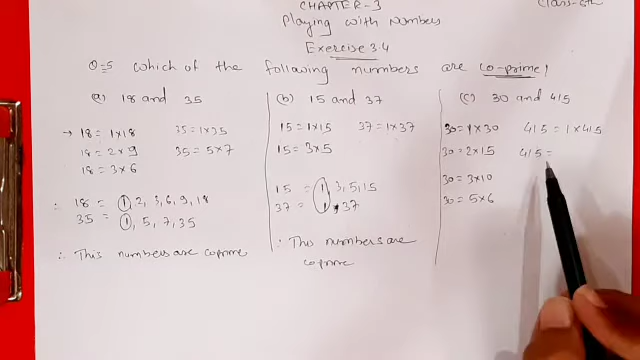 CHAPTER-3
Class-6th
Playing with Numbers
Exercise 3.4
Q=5 which of the following numbers are co-prime!
(a) 18 and 35
→ 18=1×18 35=1×35
18=2×9 35=5×7
18=3×6
∴ 18= 1, 2, 3, 6, 9, 18
35= 1, 5, 7, 35
∴ This numbers are coprime
(b) 15 and 37
15=1×15 37=1×37
15=3×5
15= 1 3, 5, 15
37= 1, 37
∴ This numbers are
coprime
(c) 30 and 415
30=1×30 415=1×415
30=2×15 415=
30=3×10
30=5×6